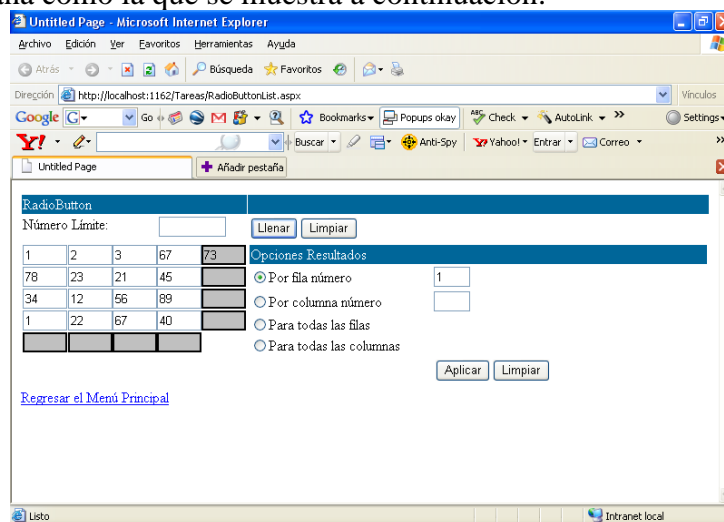 ana como la que se muestra a continuación:
Untitled Page - Microsoft Internet Explorer
Archivo Edición Ver Favoritos Herramientas Ayuda
Atrás Búsqueda Favoritos
Dirección http://localhost:1162/Tareas/RadioButtonList.aspx Vínculos
Google G Go Bookmarks Popups okay ABC Check AutoLink >> Settings
Y! Buscar Anti-Spy Yahoo! Entrar Correo >>
Untitled Page Añadir pestaña
RadioButton
Número Límite: Llenar Limpiar
1 2 3 67 73 Opciones Resultados
78 23 21 45 Por fila número 1
34 12 56 89 Por columna número
1 22 67 40 Para todas las filas
Para todas las columnas
Aplicar Limpiar
Regresar el Menú Principal
Listo Intranet local